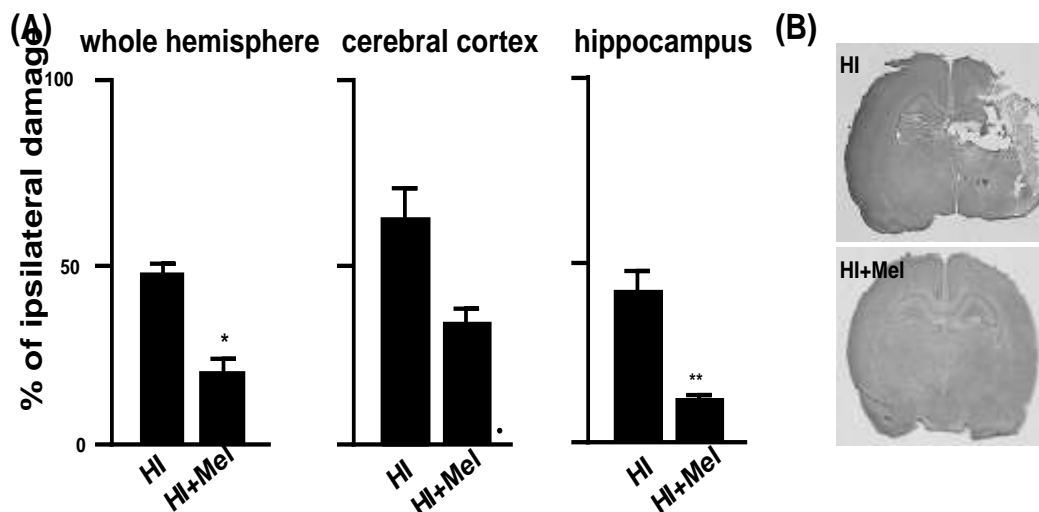 (A)
whole hemisphere
cerebral cortex
hippocampus
(B)
% of ipsilateral damage
100
50
0
*
**
HI
HI+Mel
HI
HI+Mel
HI
HI+Mel
HI
HI+Mel